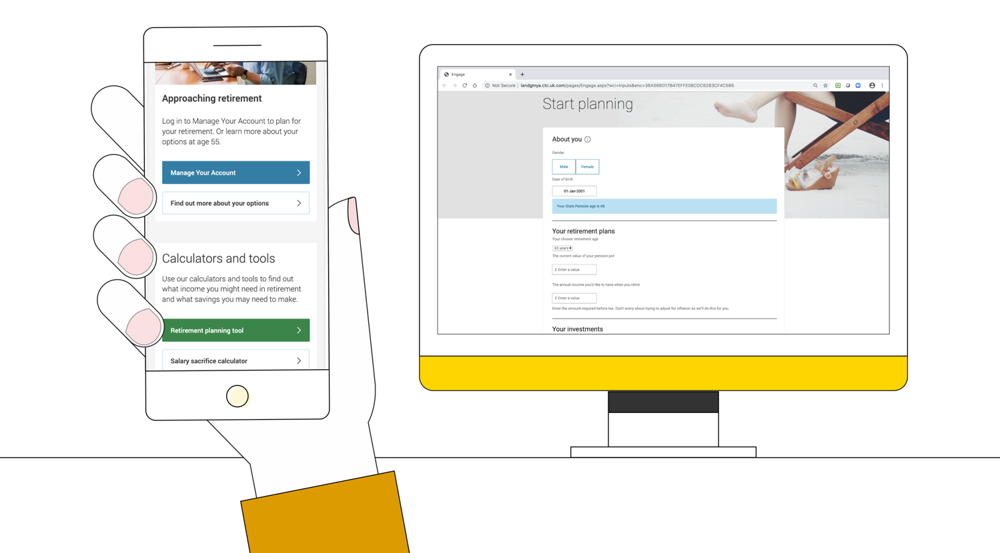 Approaching retirement
Log in to Manage Your Account to plan for
your retirement. Or learn more about your
options at age 55.
Manage Your Account
Find out more about your options
Calculators and tools
Use our calculators and tools to find out
what income you might need in retirement
and what savings you may need to make.
Retirement planning tool
Salary sacrifice calculator
Engage
Not Secure | landgmya.ctc.uk.com/pages/Engage.aspx?wci=Inputs&enc=38A566D17B47EFFE08CDC6283CF4C5B5
Start planning
About you
Gender
Male Female
Date of birth
01-Jan-2001
Your State Pension age is 68
Your retirement plans
Your chosen retirement age
65 years
The current value of your pension pot
£ Enter a value
The annual income you'd like to have when you retire
£ Enter a value
Enter the amount required before tax. Don't worry about trying to adjust for inflation as we'll do this for you.
Your investments